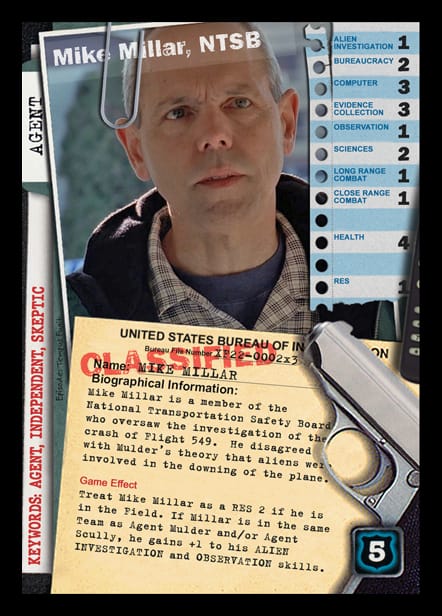 Mike Millar, NTSB
AGENT
KEYWORDS: AGENT, INDEPENDENT, SKEPTIC
ALIEN
INVESTIGATION 1
BUREAUCRACY 2
COMPUTER 3
EVIDENCE
COLLECTION 3
OBSERVATION 1
SCIENCES 2
LONG RANGE
COMBAT 1
CLOSE RANGE
COMBAT 1
HEALTH 4
RES 1
UNITED STATES BUREAU OF IN ON
Bureau File Number XF22-0002x3
CLASSIFIED
Name: MIKE MILLAR
Biographical Information:
Mike Millar is a member of the
National Transportation Safety Board
who oversaw the investigation of the
crash of Flight 549. He disagreed
with Mulder's theory that aliens were
involved in the downing of the plane.
Game Effect
Treat Mike Millar as a RES 2 if he is
in the Field. If Millar is in the same
Team as Agent Mulder and/or Agent
Scully, he gains +1 to his ALIEN
INVESTIGATION and OBSERVATION skills.
5